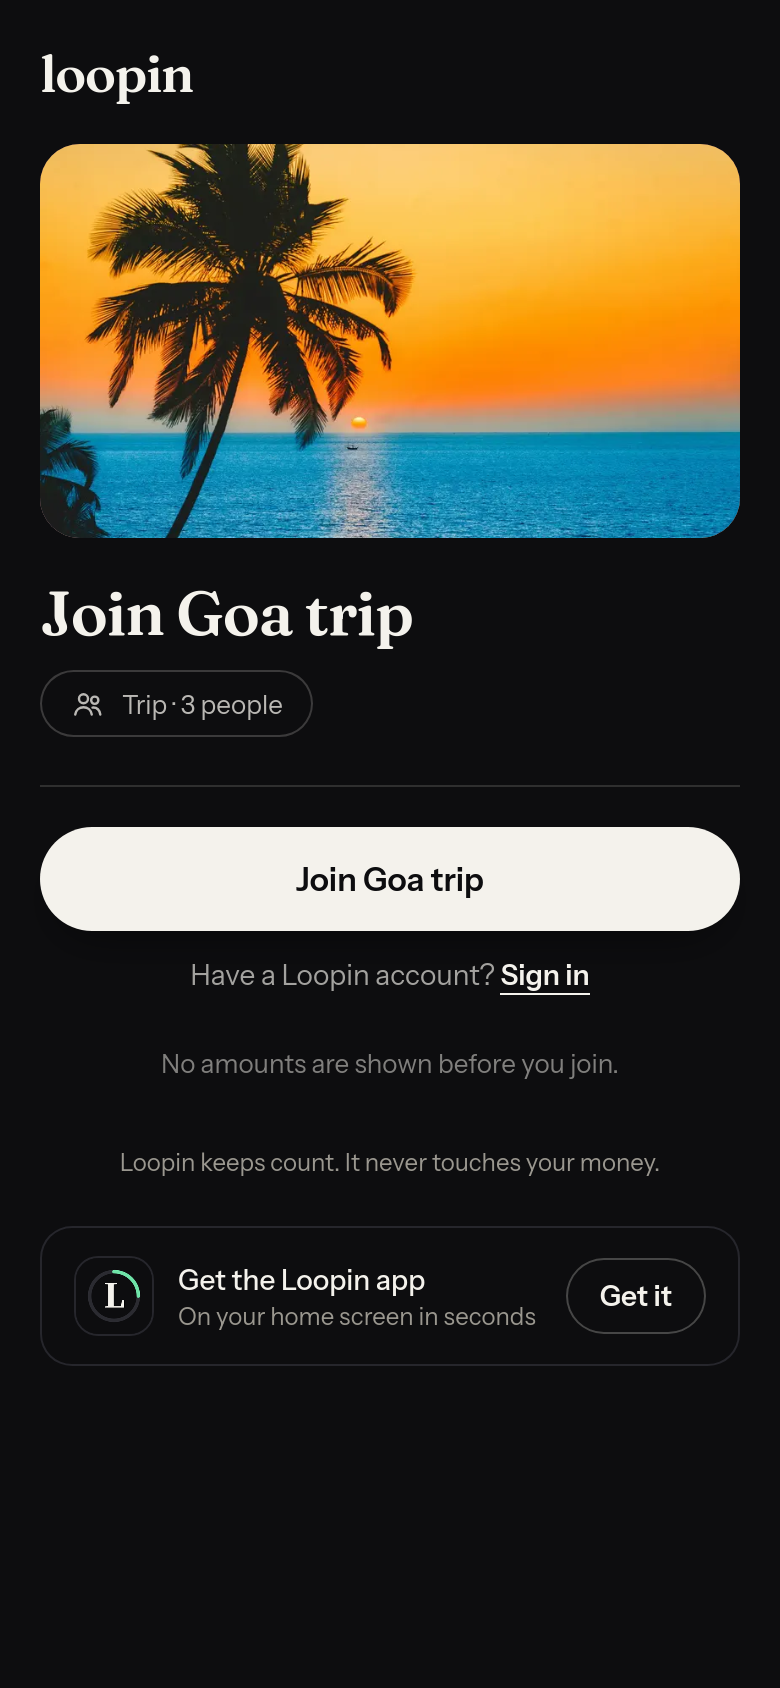 loopin
Join Goa trip
Trip · 3 people
Join Goa trip
Have a Loopin account? Sign in
No amounts are shown before you join.
Loopin keeps count. It never touches your money.
L
Get the Loopin app
On your home screen in seconds
Get it